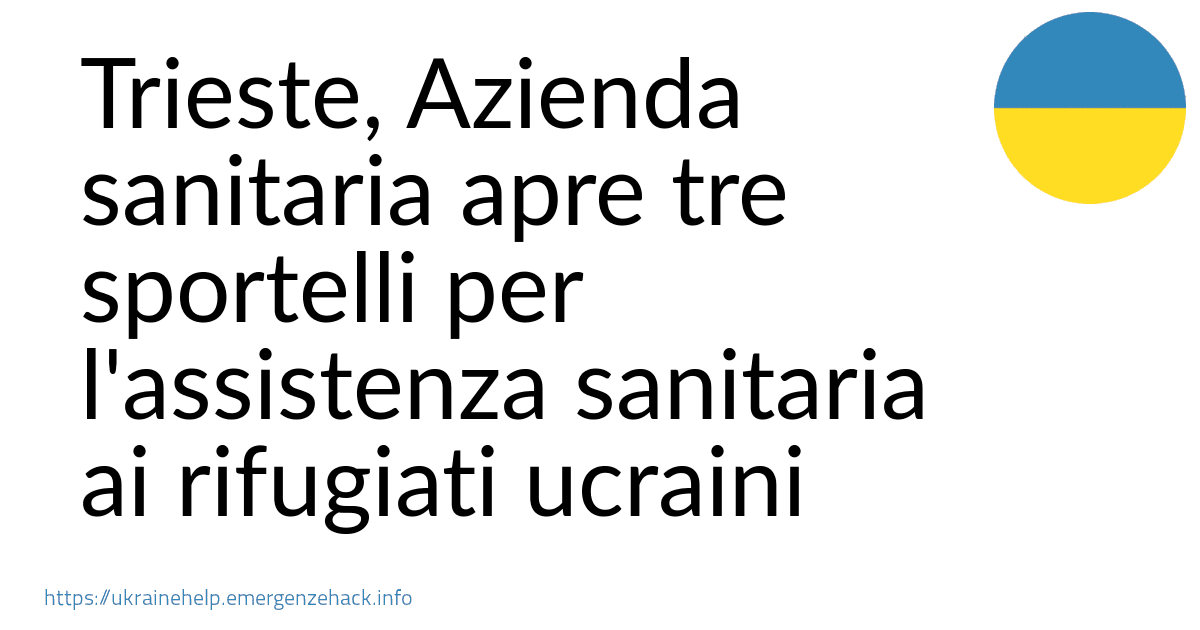 Trieste, Azienda
sanitaria apre tre
sportelli per
l'assistenza sanitaria
ai rifugiati ucraini
https://ukrainehelp.emergenzehack.info